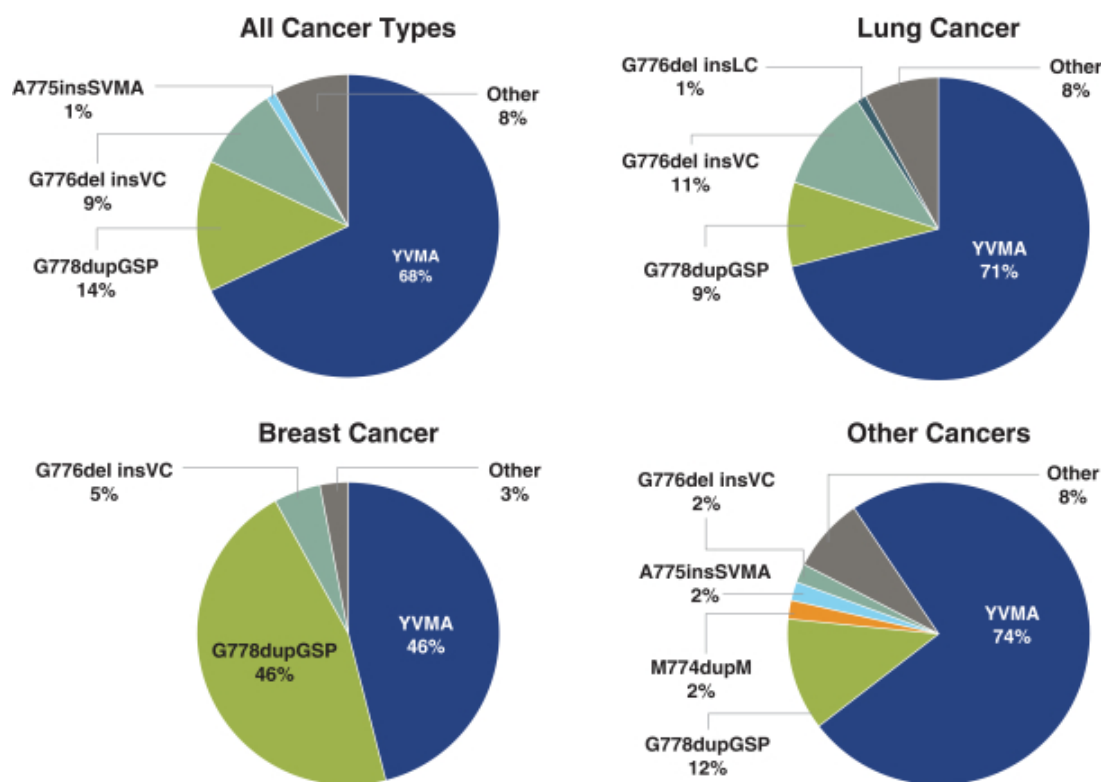 All Cancer Types
A775insSVMA
1%
Other
8%
G776del insVC
9%
G778dupGSP
14%
YVMA
68%
Lung Cancer
G776del insLC
1%
Other
8%
G776del insVC
11%
G778dupGSP
9%
YVMA
71%
Breast Cancer
G776del insVC
5%
Other
3%
G778dupGSP
46%
YVMA
46%
Other Cancers
G776del insVC
2%
Other
8%
A775insSVMA
2%
M774dupM
2%
G778dupGSP
12%
YVMA
74%